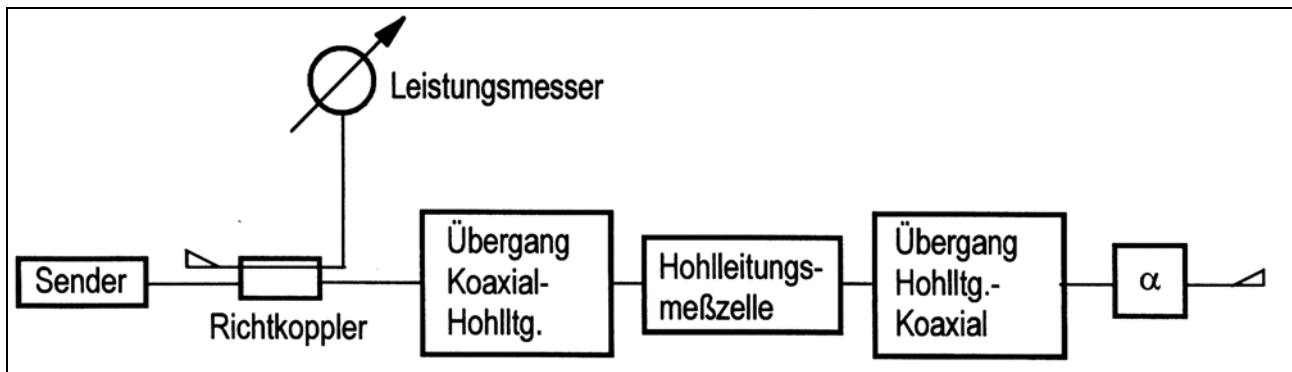 Leistungsmesser
Sender
Richtkoppler
Übergang
Koaxial-
Hohlltg.
Hohlleitungs-
meßzelle
Übergang
Hohlltg.-
Koaxial
α